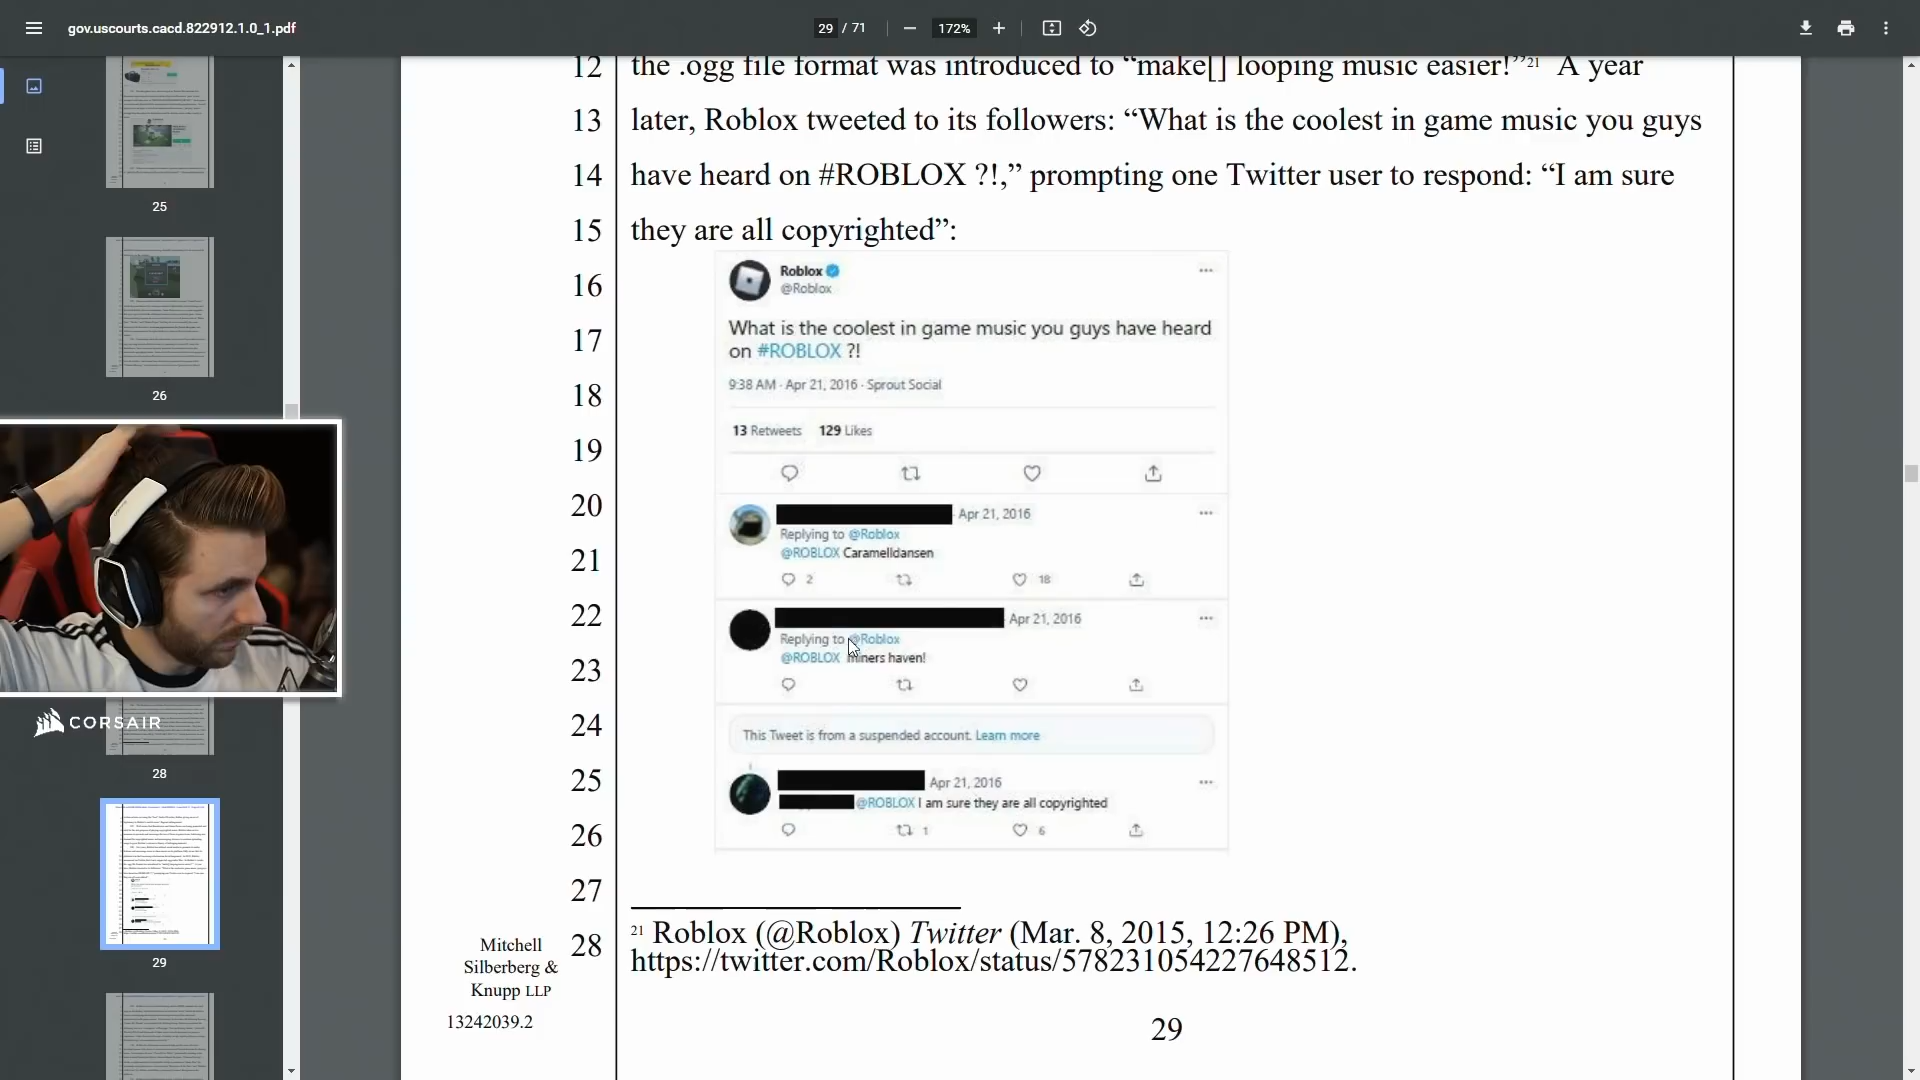 gov.uscourts.cacd.822912.1.0_1.pdf
29 / 71
172%
25
26
28
29
CORSAIR
12 the .ogg file format was introduced to “make[] looping music easier!”21 A year
13 later, Roblox tweeted to its followers: “What is the coolest in game music you guys
14 have heard on #ROBLOX ?!,” prompting one Twitter user to respond: “I am sure
15 they are all copyrighted”:
16
17
18
19
20
21
22
23
24
25
26
27
28
Roblox
@Roblox
What is the coolest in game music you guys have heard
on #ROBLOX ?!
9:38 AM · Apr 21, 2016 · Sprout Social
13 Retweets 129 Likes
Apr 21, 2016
Replying to @Roblox
@ROBLOX Caramelldansen
2 18
Apr 21, 2016
Replying to @Roblox
@ROBLOX miners haven!
This Tweet is from a suspended account. Learn more
Apr 21, 2016
@ROBLOX I am sure they are all copyrighted
1 6
21 Roblox (@Roblox) Twitter (Mar. 8, 2015, 12:26 PM),
https://twitter.com/Roblox/status/578231054227648512.
Mitchell
Silberberg &
Knupp LLP
13242039.2
29